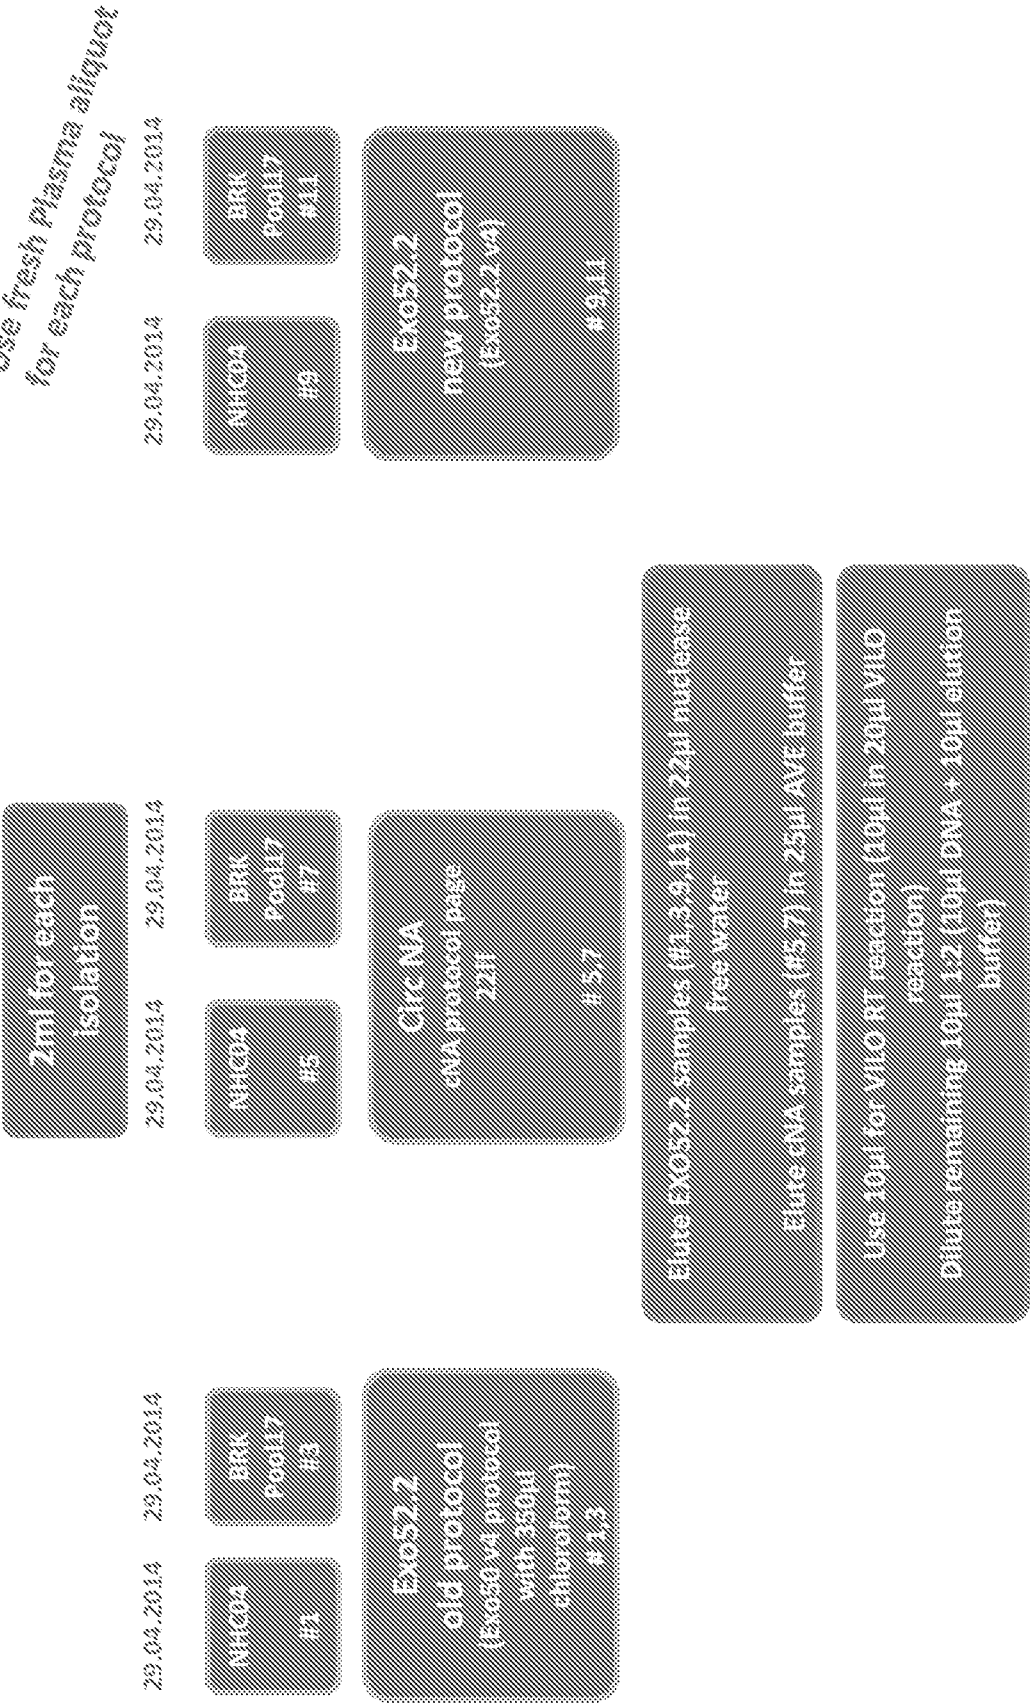 Use fresh Plasma aliquot
for each protocol
2ml for each
isolation
29.04.2014
29.04.2014
29.04.2014
29.04.2014
29.04.2014
29.04.2014
NHC04
#1
BRK
Pool17
#3
NHC04
#5
BRK
Pool17
#7
NHC04
#9
BRK
Pool17
#11
Exo52.2
old protocol
(Exo50 v4 protocol
with 350µl
chloroform)
#1,3
CircNA
cNA protocol page
22ff
#5,7
Exo52.2
new protocol
(Exo52.2 v4)
#9,11
Elute EXO52.2 samples (#1,3,9,11) in 22µl nuclease
free water
Elute cNA samples (#5,7) in 25µl AVE buffer
Use 10µl for VILO RT reaction (10µl in 20µl VILO
reaction)
Dilute remaining 10µl 1:2 (10µl DNA + 10µl elution
buffer)